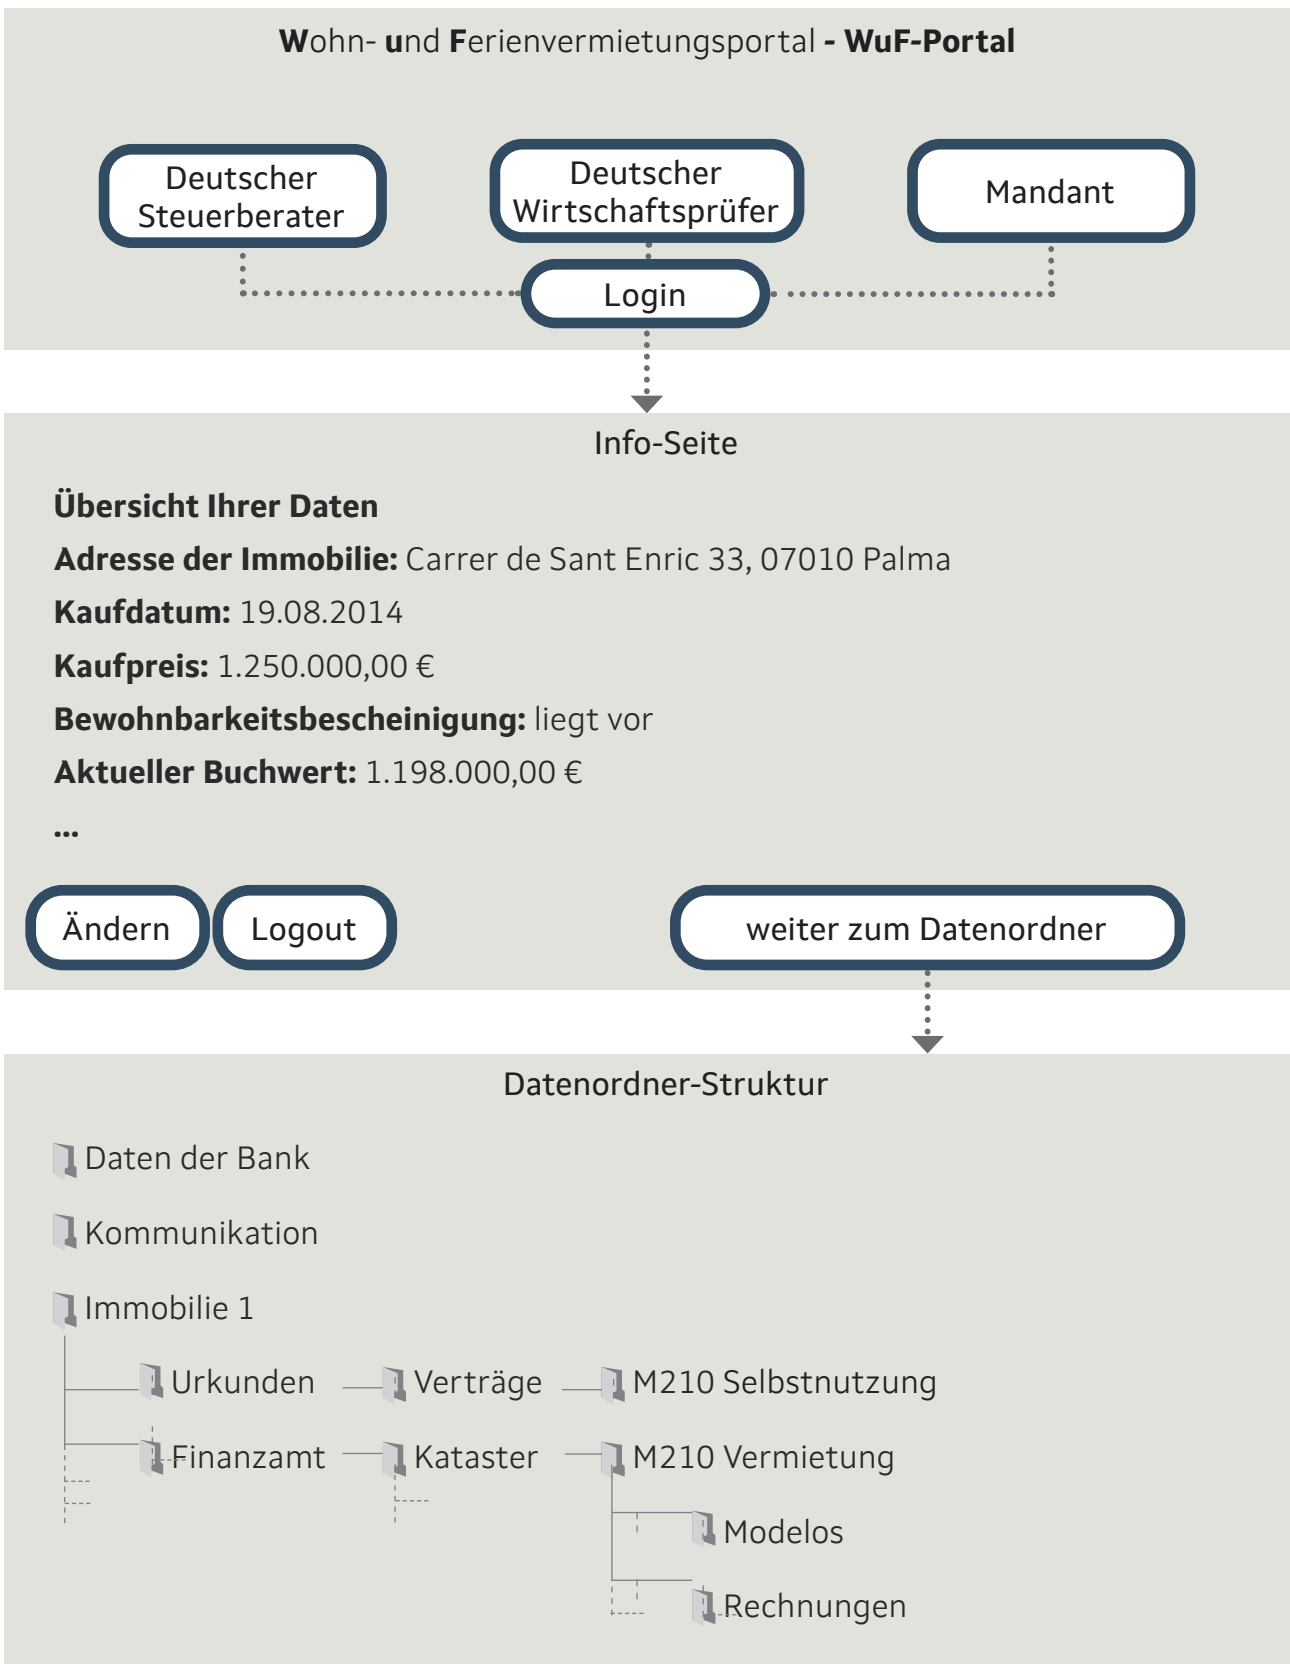 Wohn- und Ferienvermietungsportal - WuF-Portal
Deutscher
Steuerberater
Deutscher
Wirtschaftsprüfer
Mandant
Login
Info-Seite
Übersicht Ihrer Daten
Adresse der Immobilie: Carrer de Sant Enric 33, 07010 Palma
Kaufdatum: 19.08.2014
Kaufpreis: 1.250.000,00 €
Bewohnbarkeitsbescheinigung: liegt vor
Aktueller Buchwert: 1.198.000,00 €
...
Ändern
Logout
weiter zum Datenordner
Datenordner-Struktur
Daten der Bank
Kommunikation
Immobilie 1
Urkunden
Verträge
M210 Selbstnutzung
Finanzamt
Kataster
M210 Vermietung
Modelos
Rechnungen